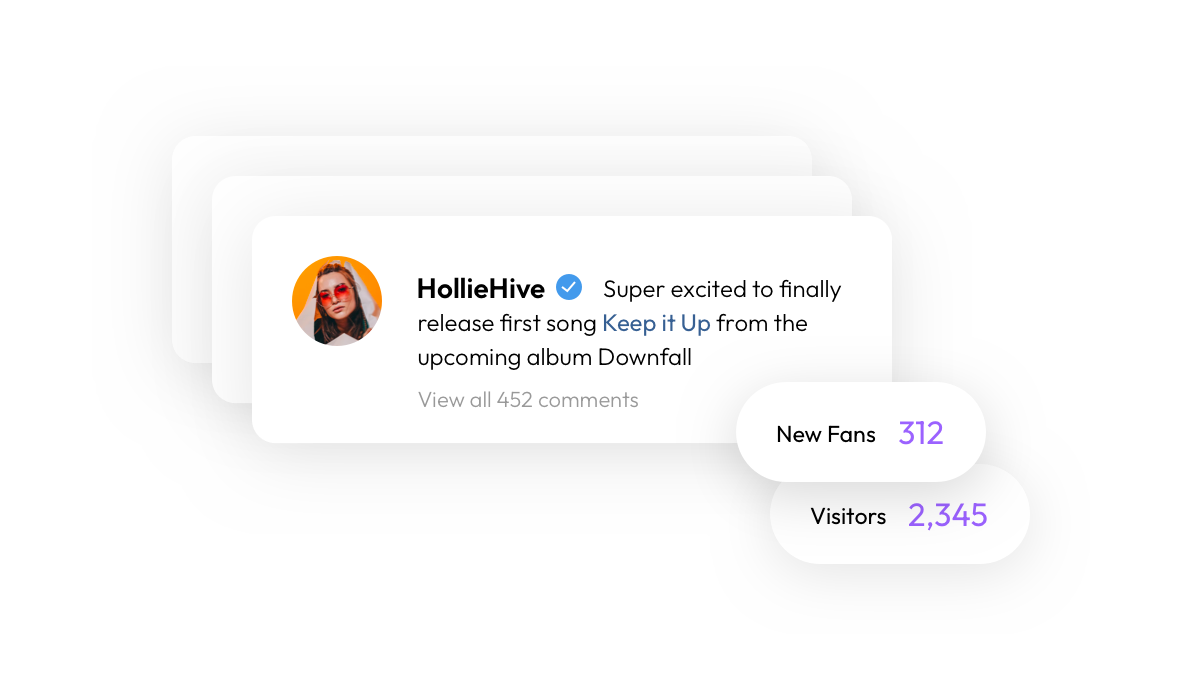 HollieHive Super excited to finally
release first song Keep it Up from the
upcoming album Downfall
View all 452 comments
New Fans 312
Visitors 2,345